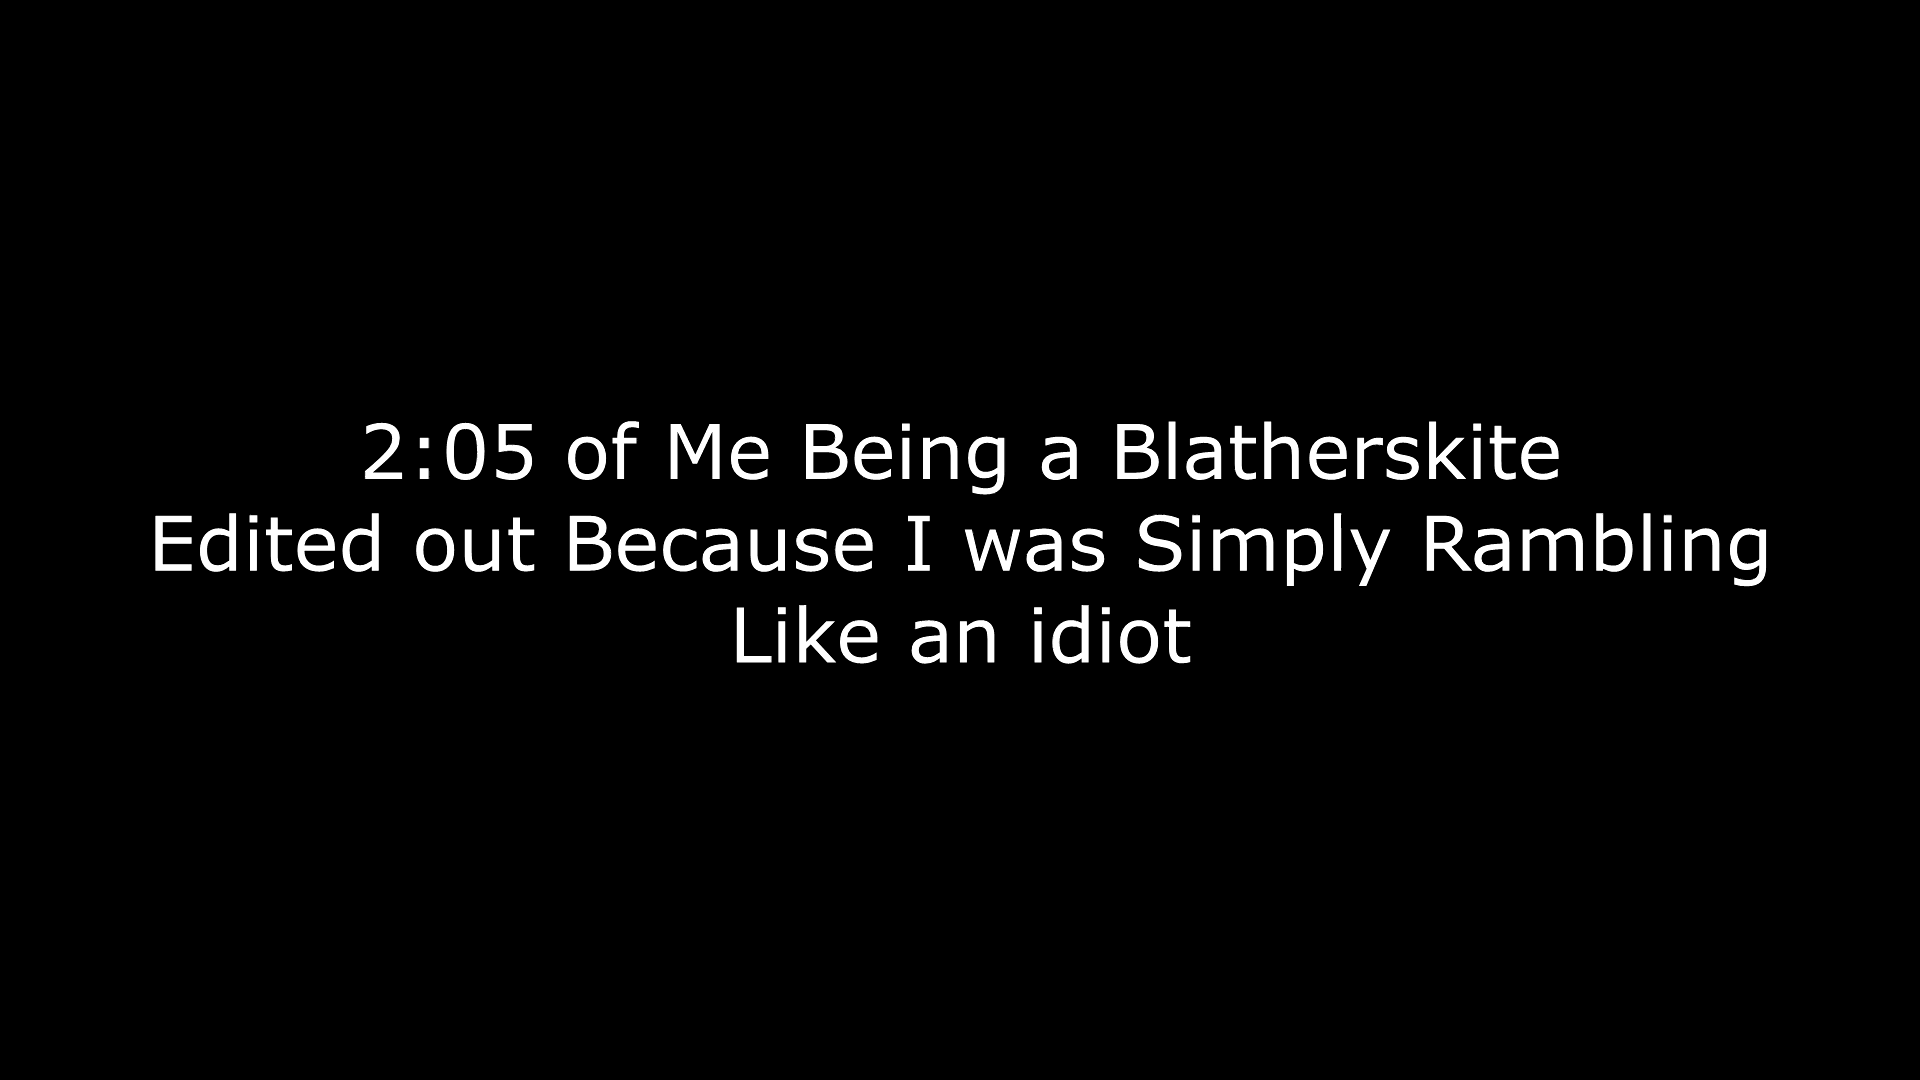 2:05 of Me Being a Blatherskite
Edited out Because I was Simply Rambling
Like an idiot